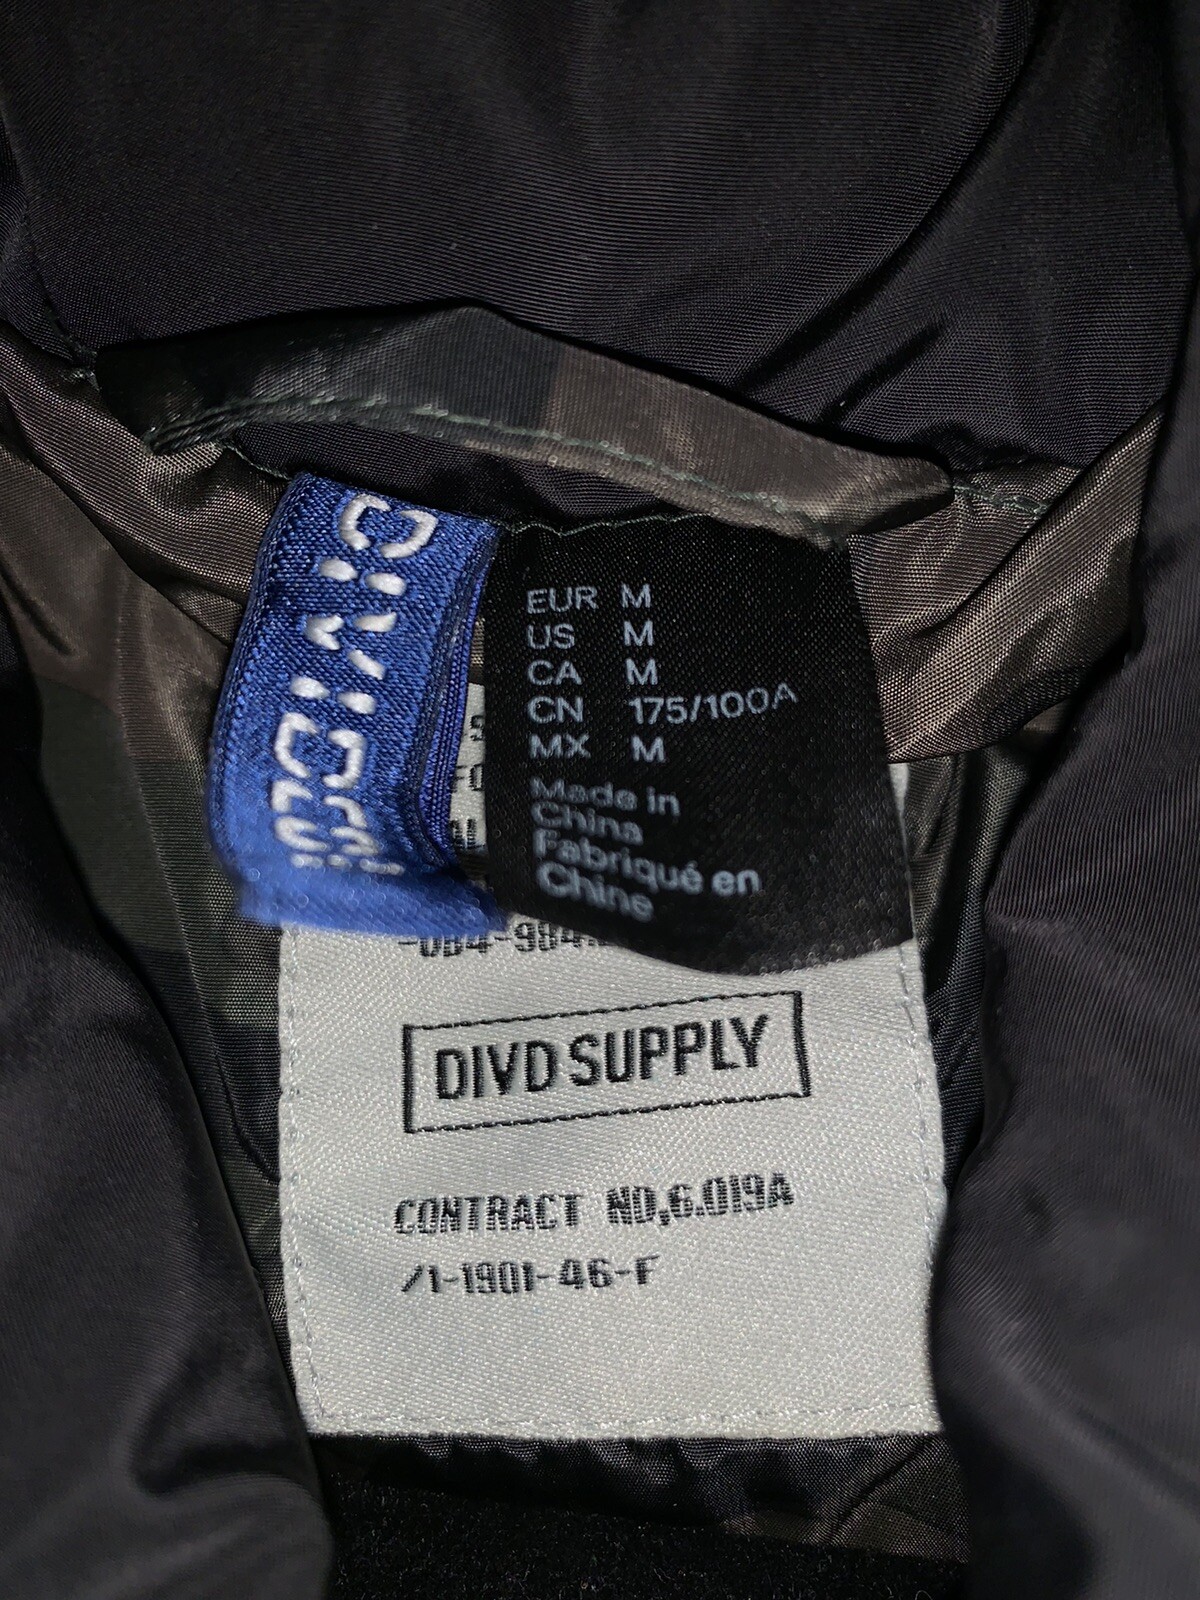 DIVIDED
EUR M
US M
CA M
CN 175/100A
MX M
Made in
China
Fabriqué en
Chine
DIVD SUPPLY
CONTRACT NO,6.019A
/1-1901-46-F